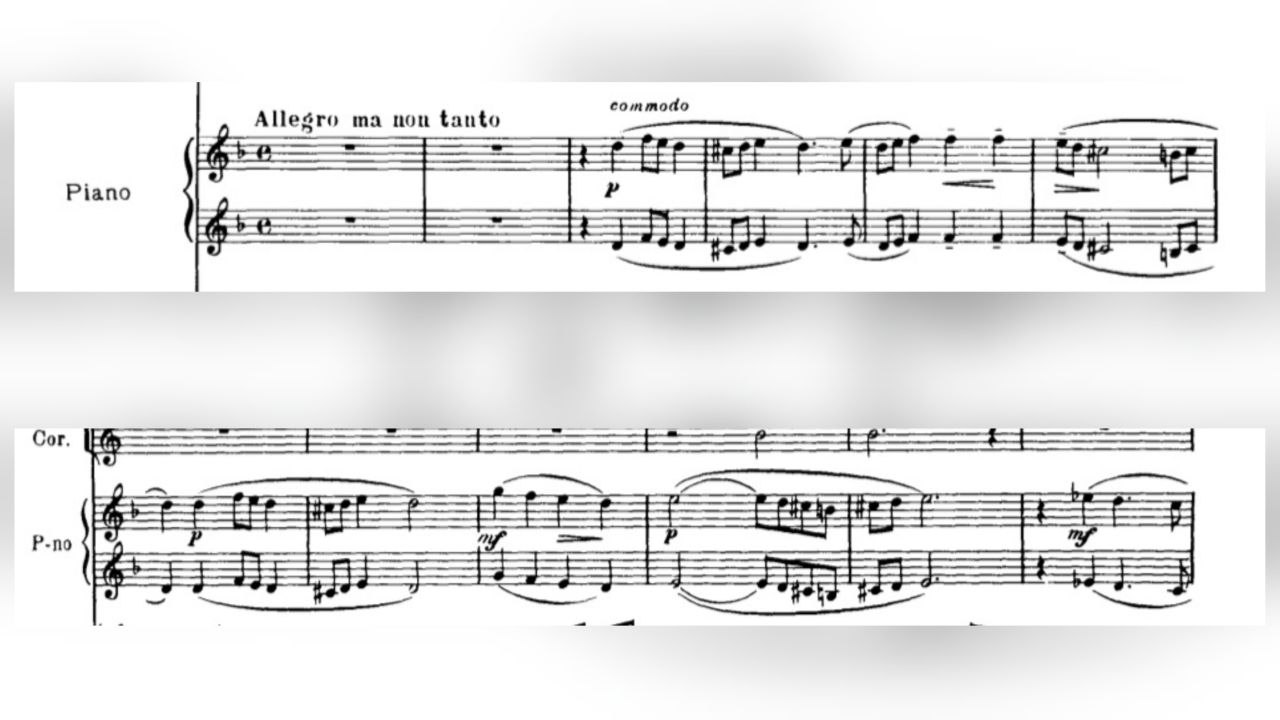 commodo
Allegro ma non tanto
Piano
p
Cor.
P-no
p
mf
p
mf